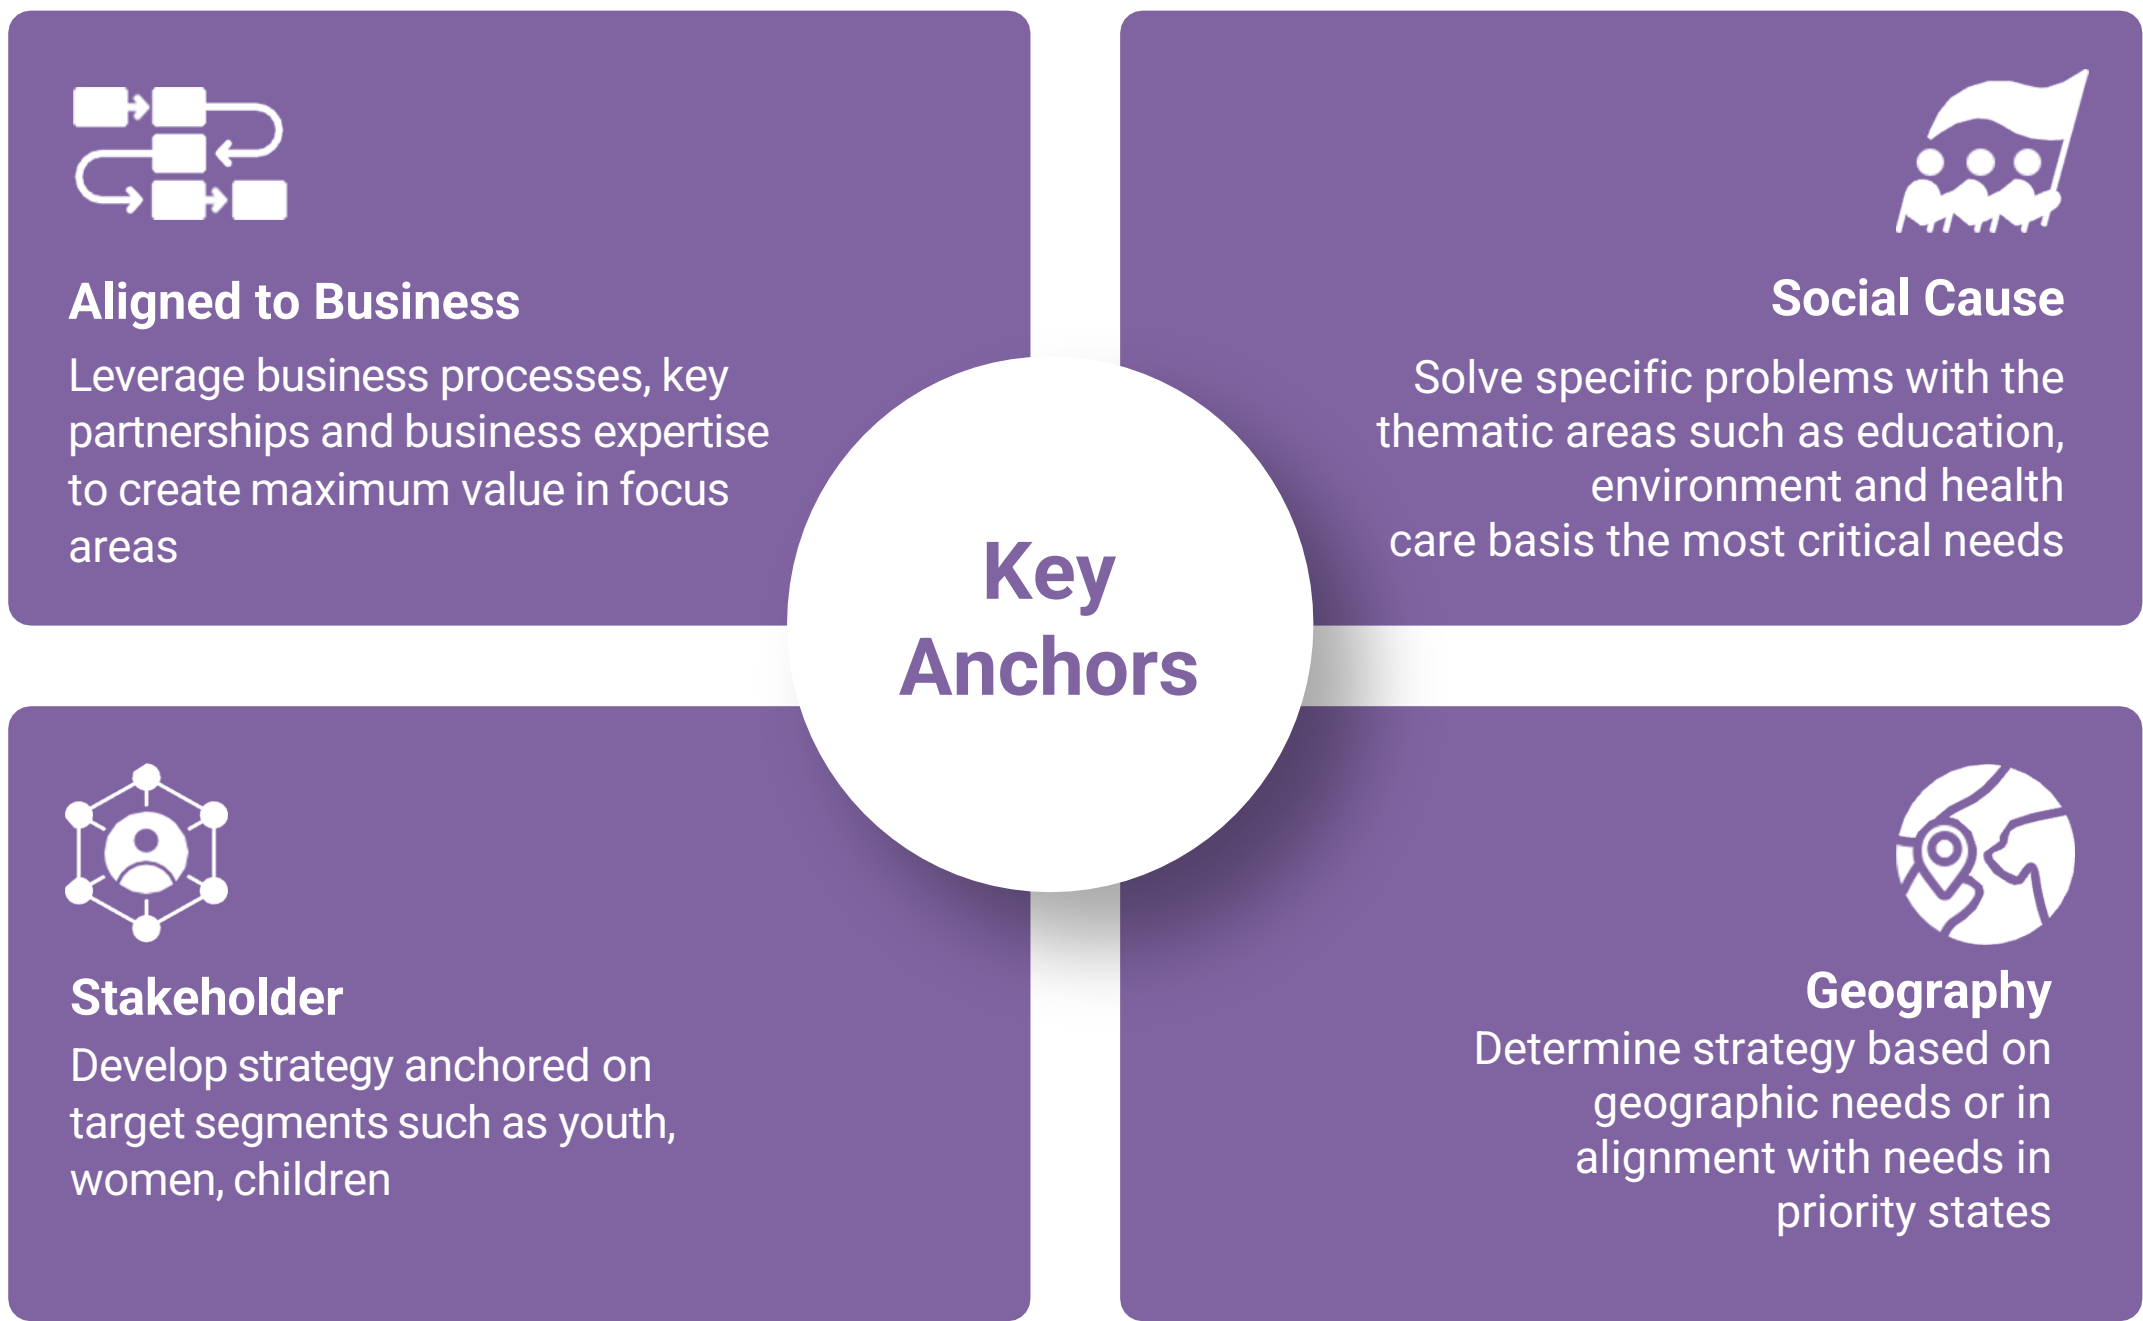 Aligned to Business
Leverage business processes, key
partnerships and business expertise
to create maximum value in focus
areas
Social Cause
Solve specific problems with the
thematic areas such as education,
environment and health
care basis the most critical needs
Key
Anchors
Stakeholder
Develop strategy anchored on
target segments such as youth,
women, children
Geography
Determine strategy based on
geographic needs or in
alignment with needs in
priority states